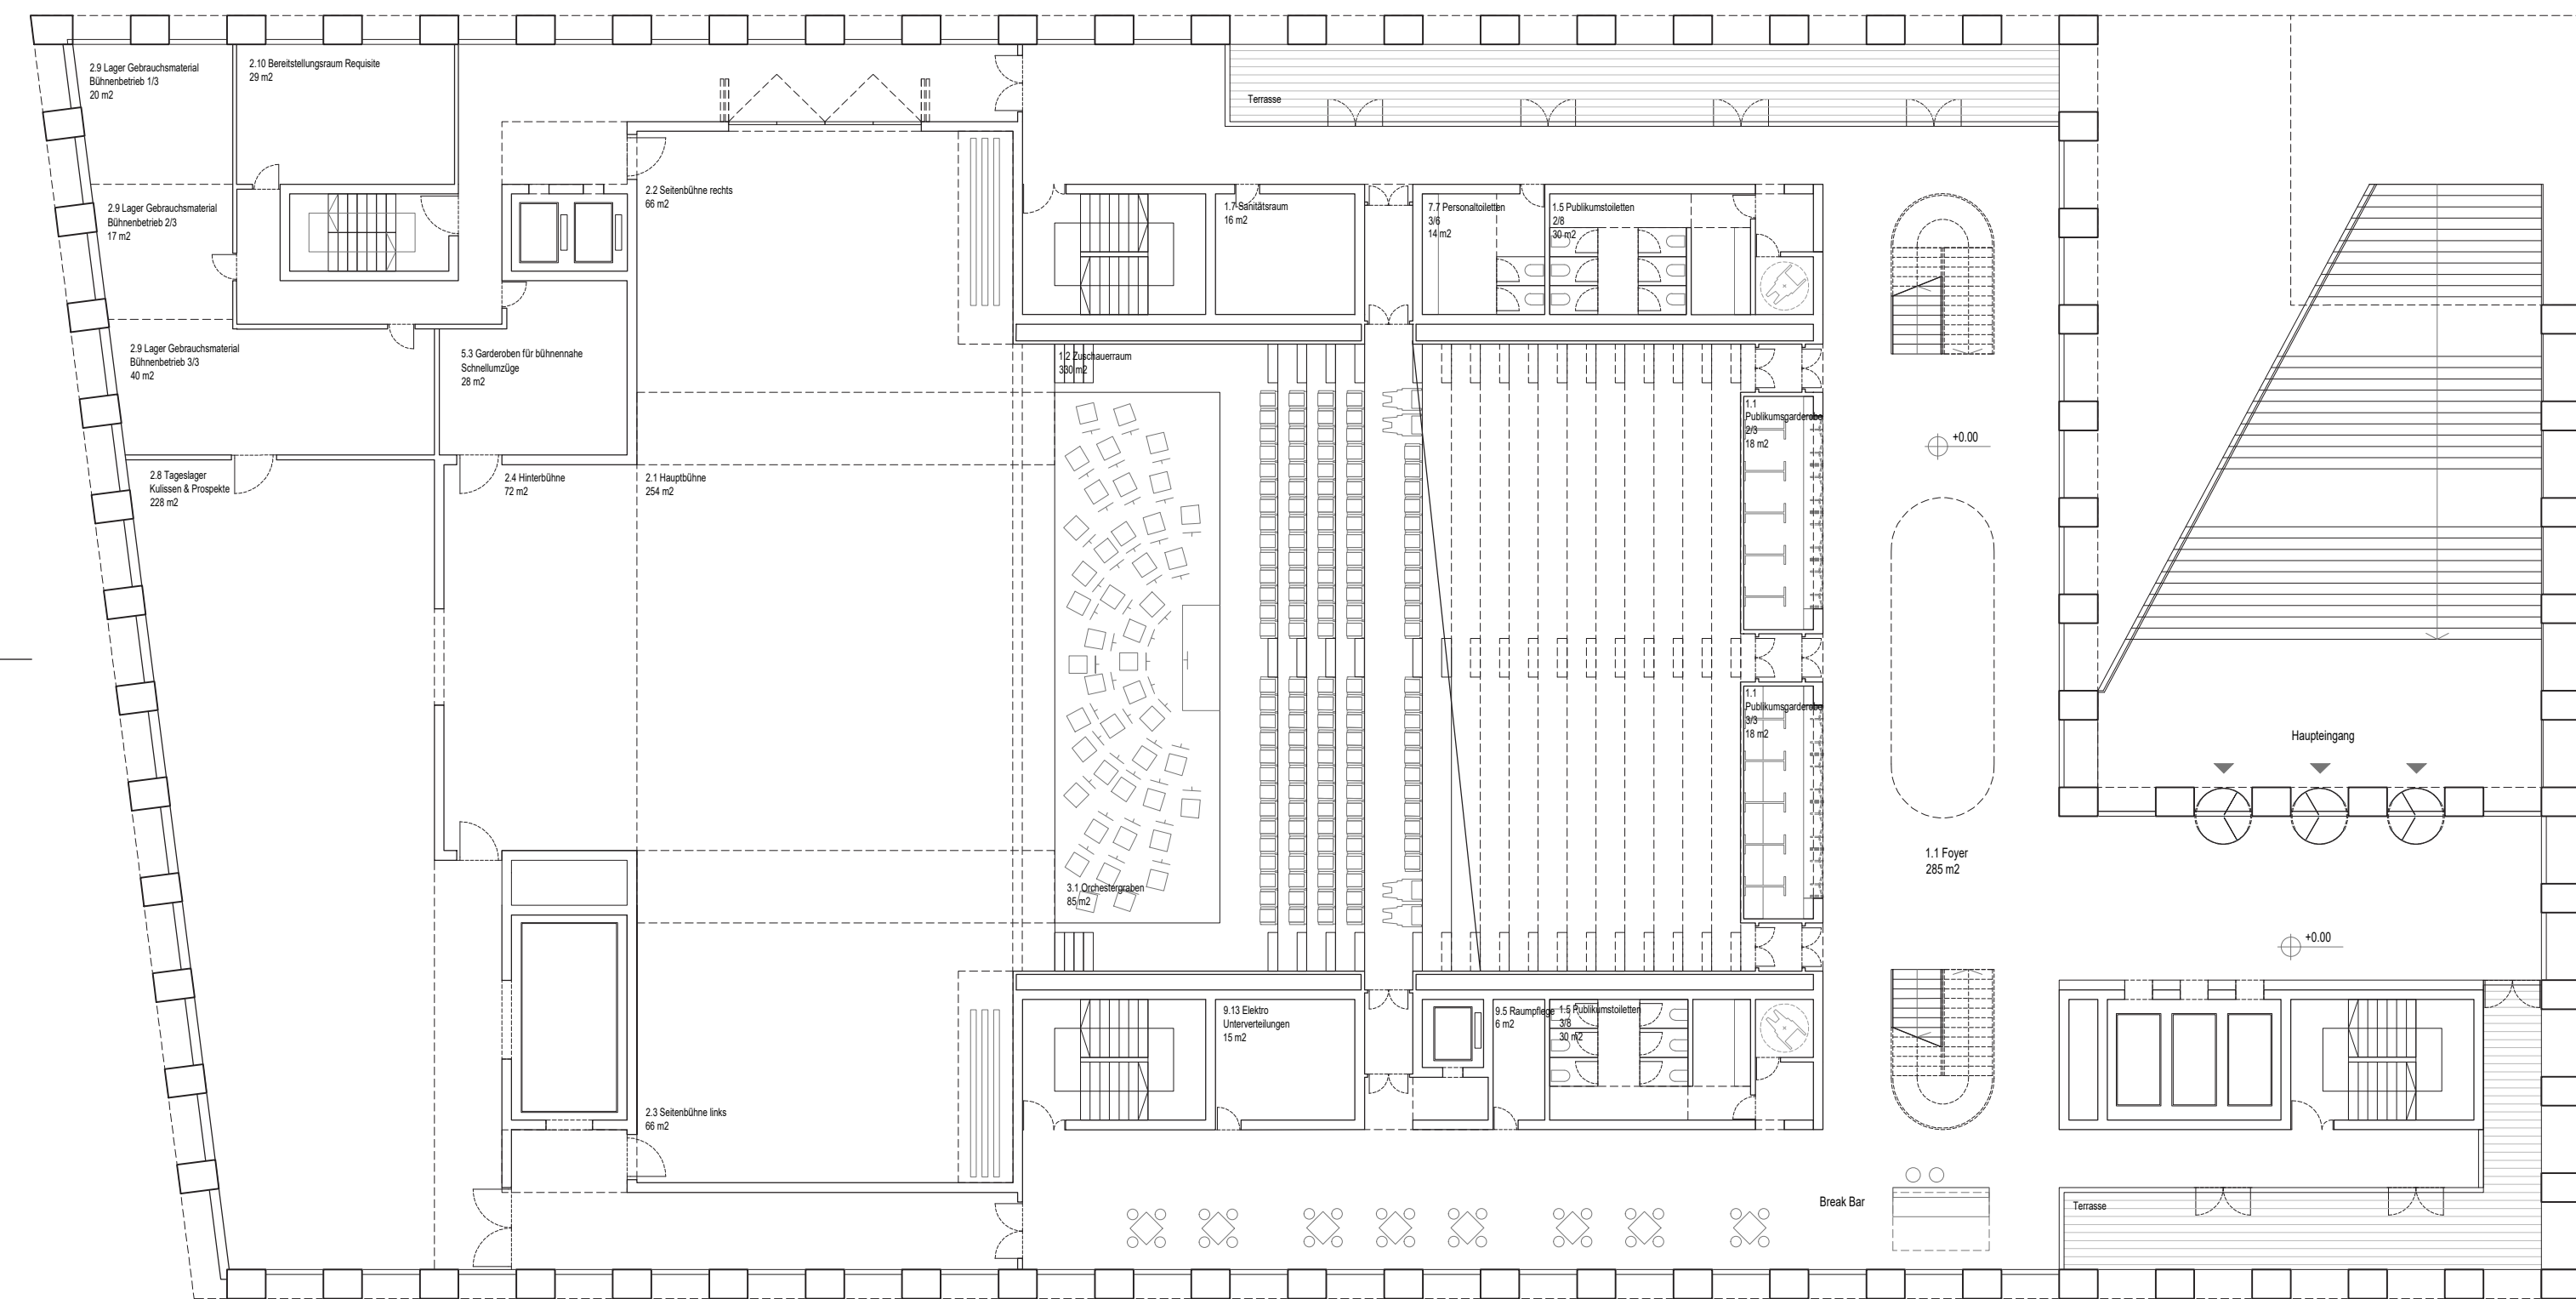 2.9 Lager Gebrauchsmaterial
Bühnenbetrieb 1/3
20 m2
2.10 Bereitstellungsraum Requisite
29 m2
Terrasse
2.9 Lager Gebrauchsmaterial
Bühnenbetrieb 2/3
17 m2
2.2 Seitenbühne rechts
66 m2
1.7 Sanitätsraum
16 m2
7.7 Personaltoiletten
3/6
14 m2
1.5 Publikumstoiletten
2/8
30 m2
2.9 Lager Gebrauchsmaterial
Bühnenbetrieb 3/3
40 m2
5.3 Garderoben für bühnennahe
Schnellumzüge
28 m2
1.2 Zuschauerraum
330 m2
1.1
Publikumsgarderobe
2/3
18 m2
+0.00
2.8 Tageslager
Kulissen & Prospekte
228 m2
2.4 Hinterbühne
72 m2
2.1 Hauptbühne
254 m2
1.1
Publikumsgarderobe
3/3
18 m2
Haupteingang
1.1 Foyer
285 m2
3.1 Orchestergraben
85 m2
+0.00
9.13 Elektro
Unterverteilungen
15 m2
9.5 Raumpflege
6 m2
1.5 Publikumstoiletten
3/8
30 m2
2.3 Seitenbühne links
66 m2
Break Bar
Terrasse